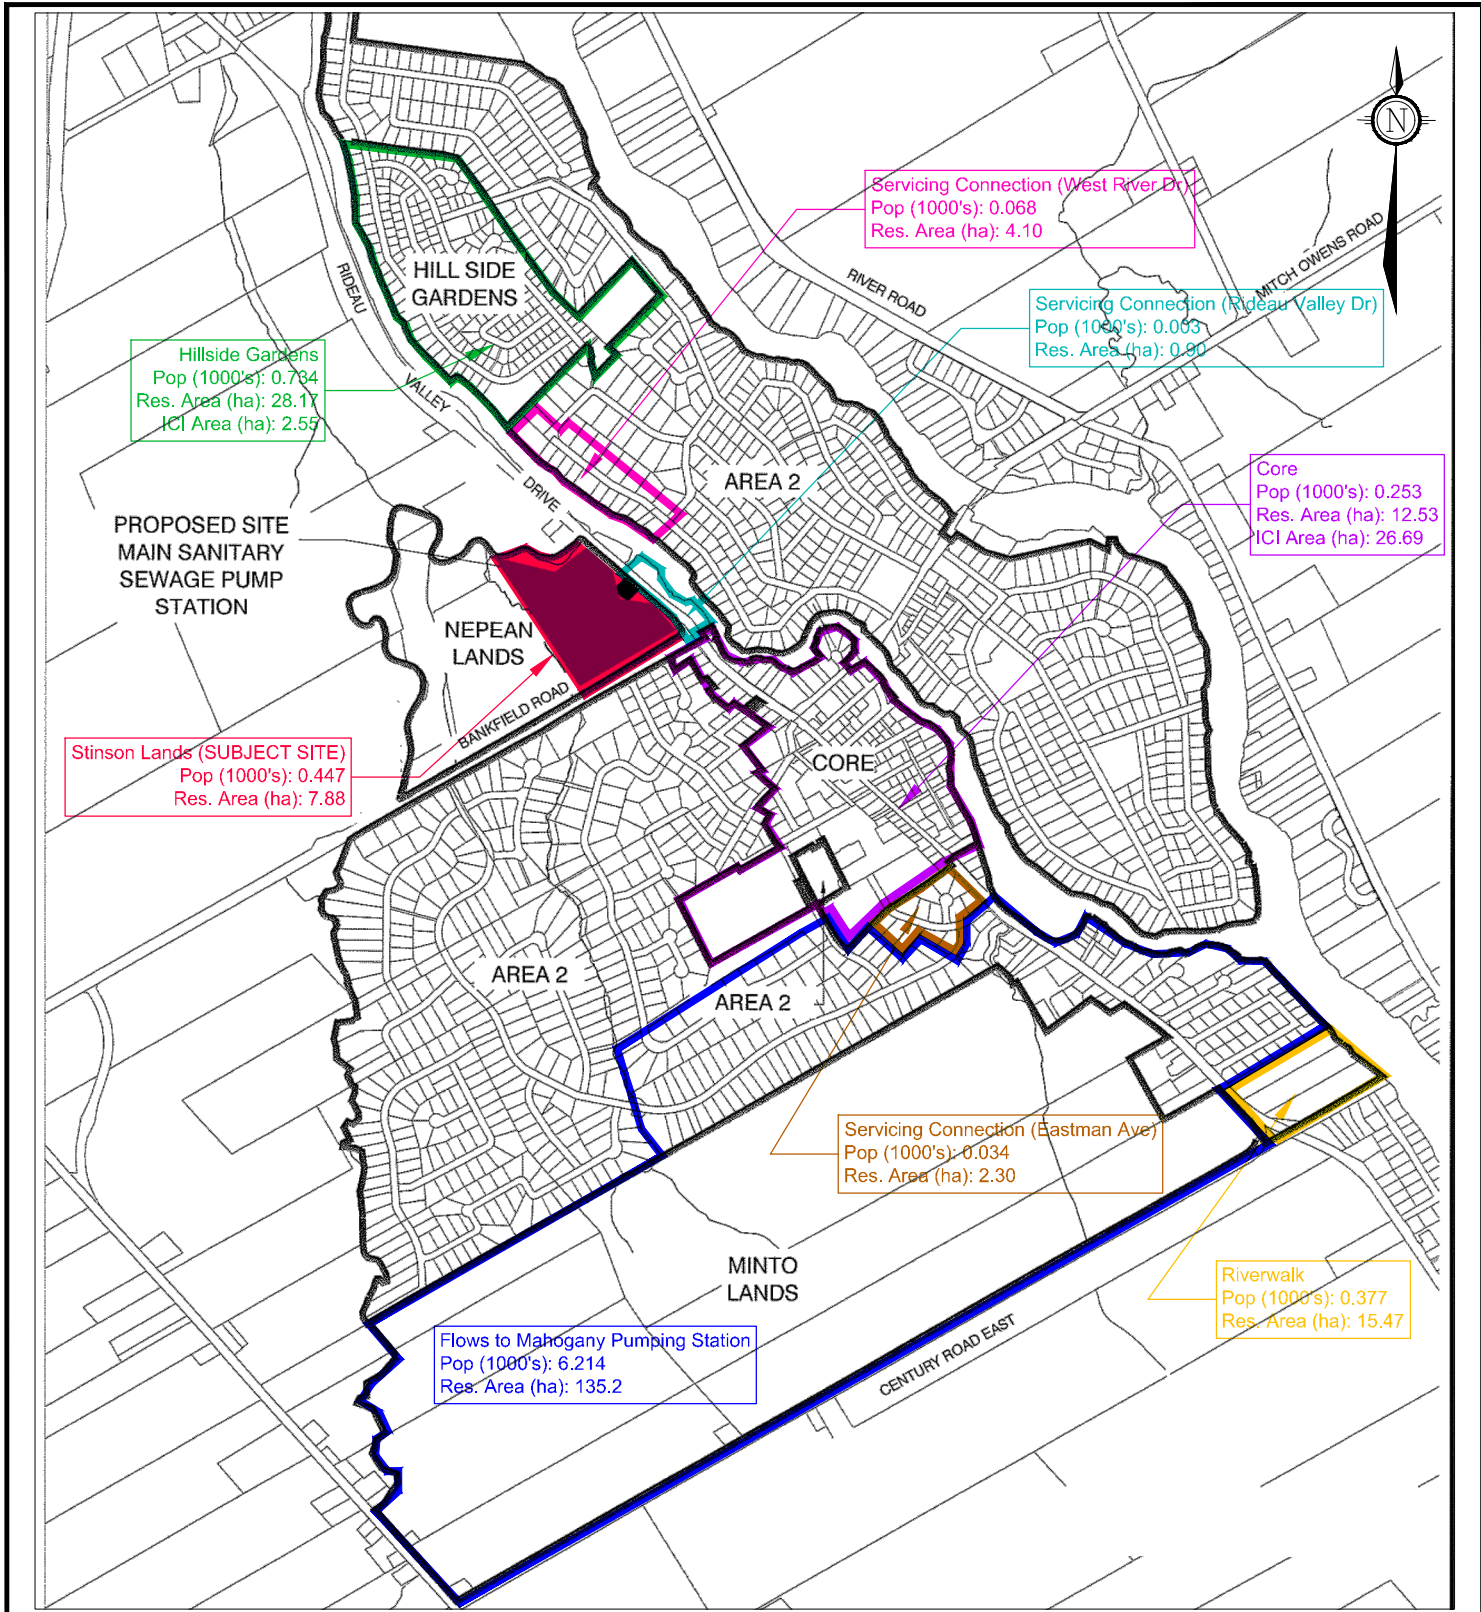 N
Servicing Connection (West River Dr)
Pop (1000's): 0.068
Res. Area (ha): 4.10
HILL SIDE
GARDENS
RIDEAU
VALLEY
DRIVE
RIVER ROAD
MITCH OWENS ROAD
Servicing Connection (Rideau Valley Dr)
Pop (1000's): 0.003
Res. Area (ha): 0.90
Hillside Gardens
Pop (1000's): 0.734
Res. Area (ha): 28.17
ICI Area (ha): 2.55
AREA 2
Core
Pop (1000's): 0.253
Res. Area (ha): 12.53
ICI Area (ha): 26.69
PROPOSED SITE
MAIN SANITARY
SEWAGE PUMP
STATION
NEPEAN
LANDS
BANKFIELD ROAD
Stinson Lands (SUBJECT SITE)
Pop (1000's): 0.447
Res. Area (ha): 7.88
CORE
AREA 2
AREA 2
Servicing Connection (Eastman Ave)
Pop (1000's): 0.034
Res. Area (ha): 2.30
MINTO
LANDS
Riverwalk
Pop (1000's): 0.377
Res. Area (ha): 15.47
Flows to Mahogany Pumping Station
Pop (1000's): 6.214
Res. Area (ha): 135.2
CENTURY ROAD EAST